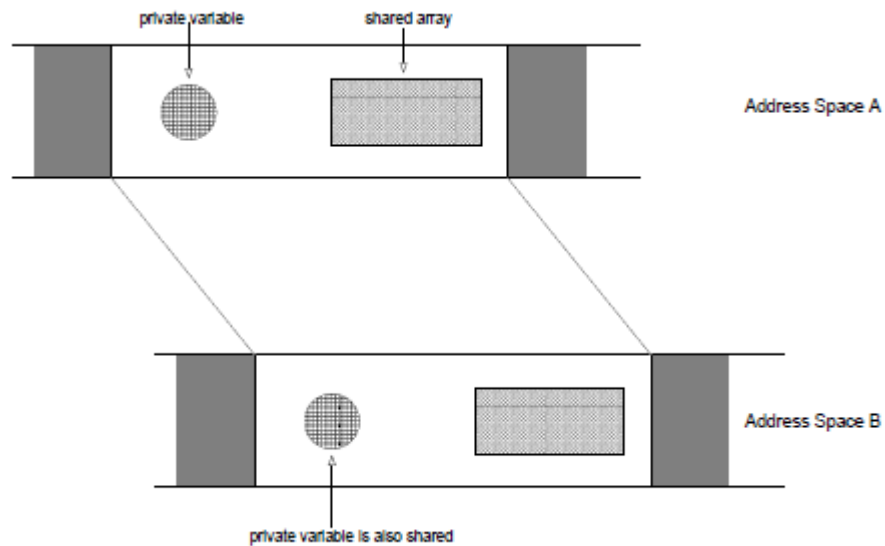 private variable
shared array
Address Space A
Address Space B
private variable is also shared